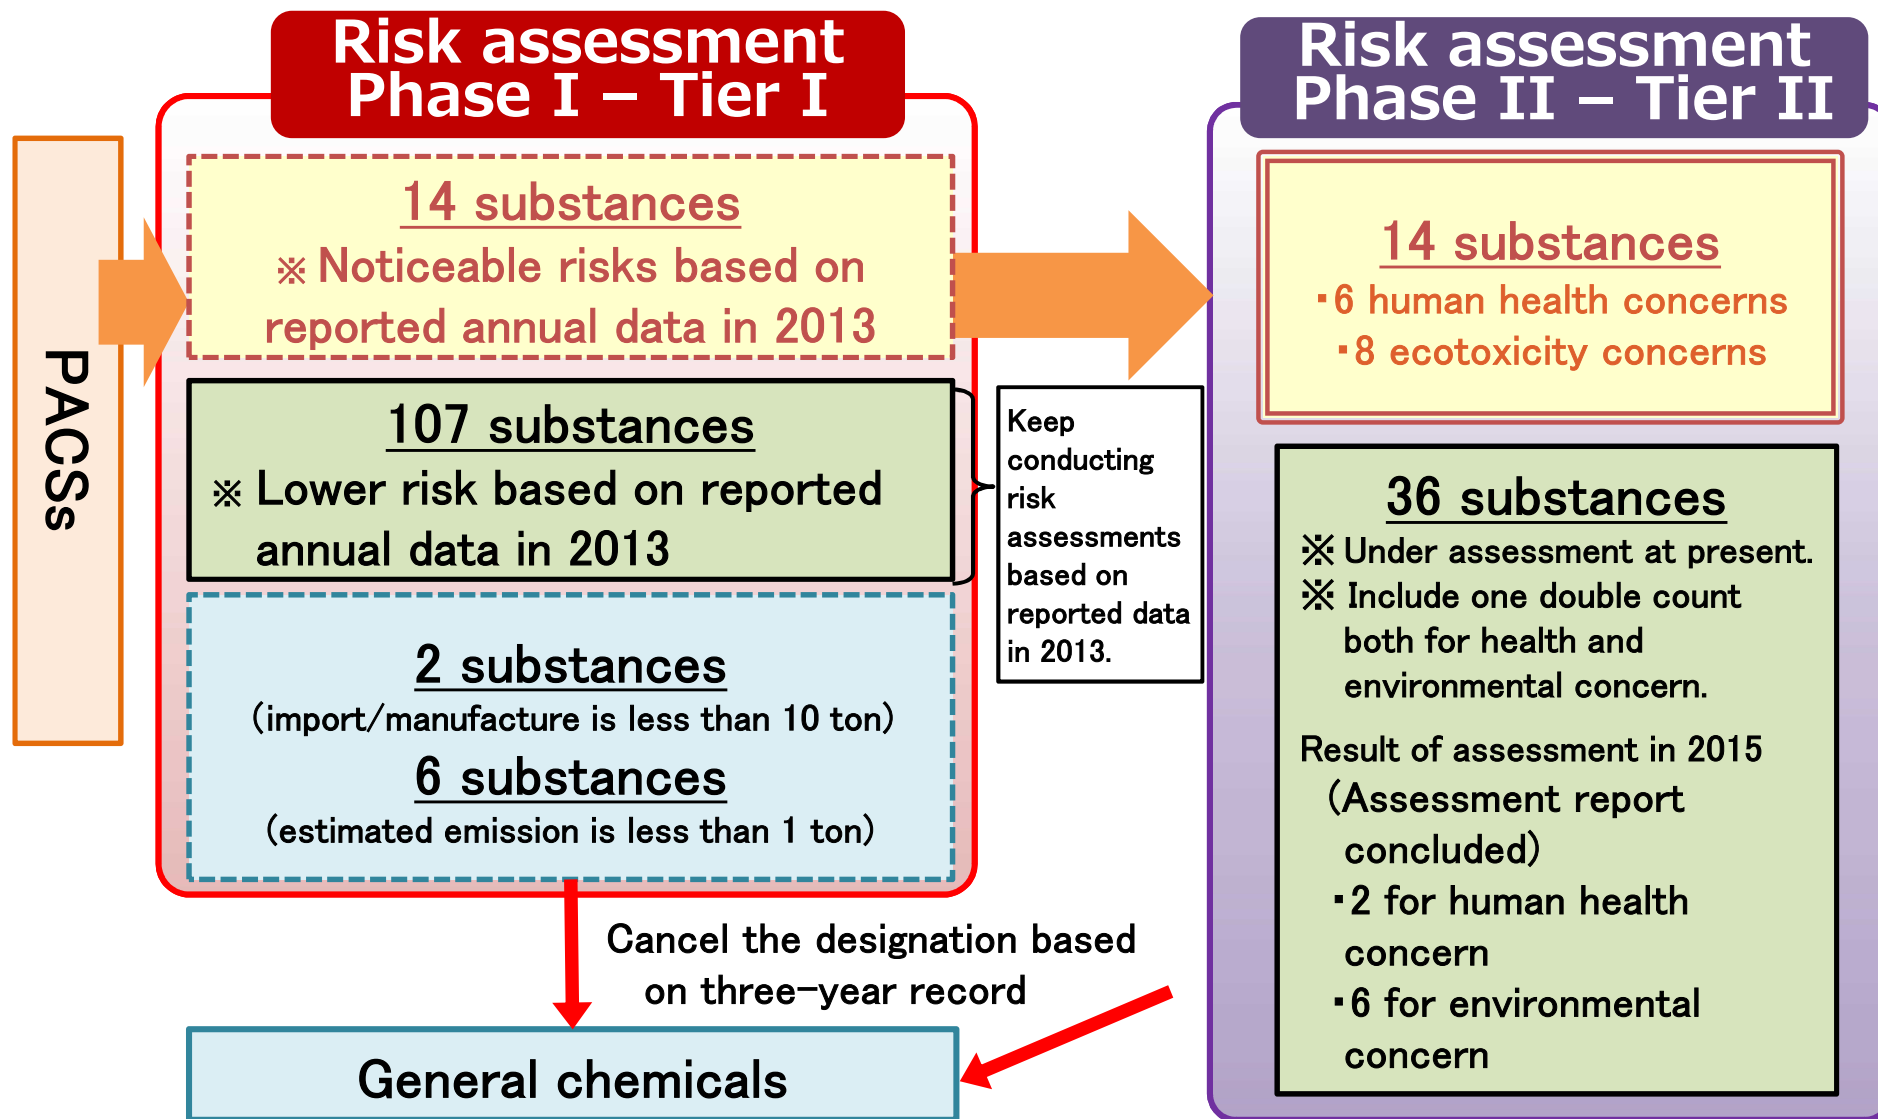 Risk assessment
Phase I – Tier I
Risk assessment
Phase II – Tier II
PACSs
14 substances
※ Noticeable risks based on
reported annual data in 2013
107 substances
※ Lower risk based on reported
annual data in 2013
2 substances
(import/manufacture is less than 10 ton)
6 substances
(estimated emission is less than 1 ton)
Keep
conducting
risk
assessments
based on
reported data
in 2013.
14 substances
・6 human health concerns
・8 ecotoxicity concerns
36 substances
※ Under assessment at present.
※ Include one double count
both for health and
environmental concern.
Result of assessment in 2015
(Assessment report
concluded)
・2 for human health
concern
・6 for environmental
concern
Cancel the designation based
on three-year record
General chemicals